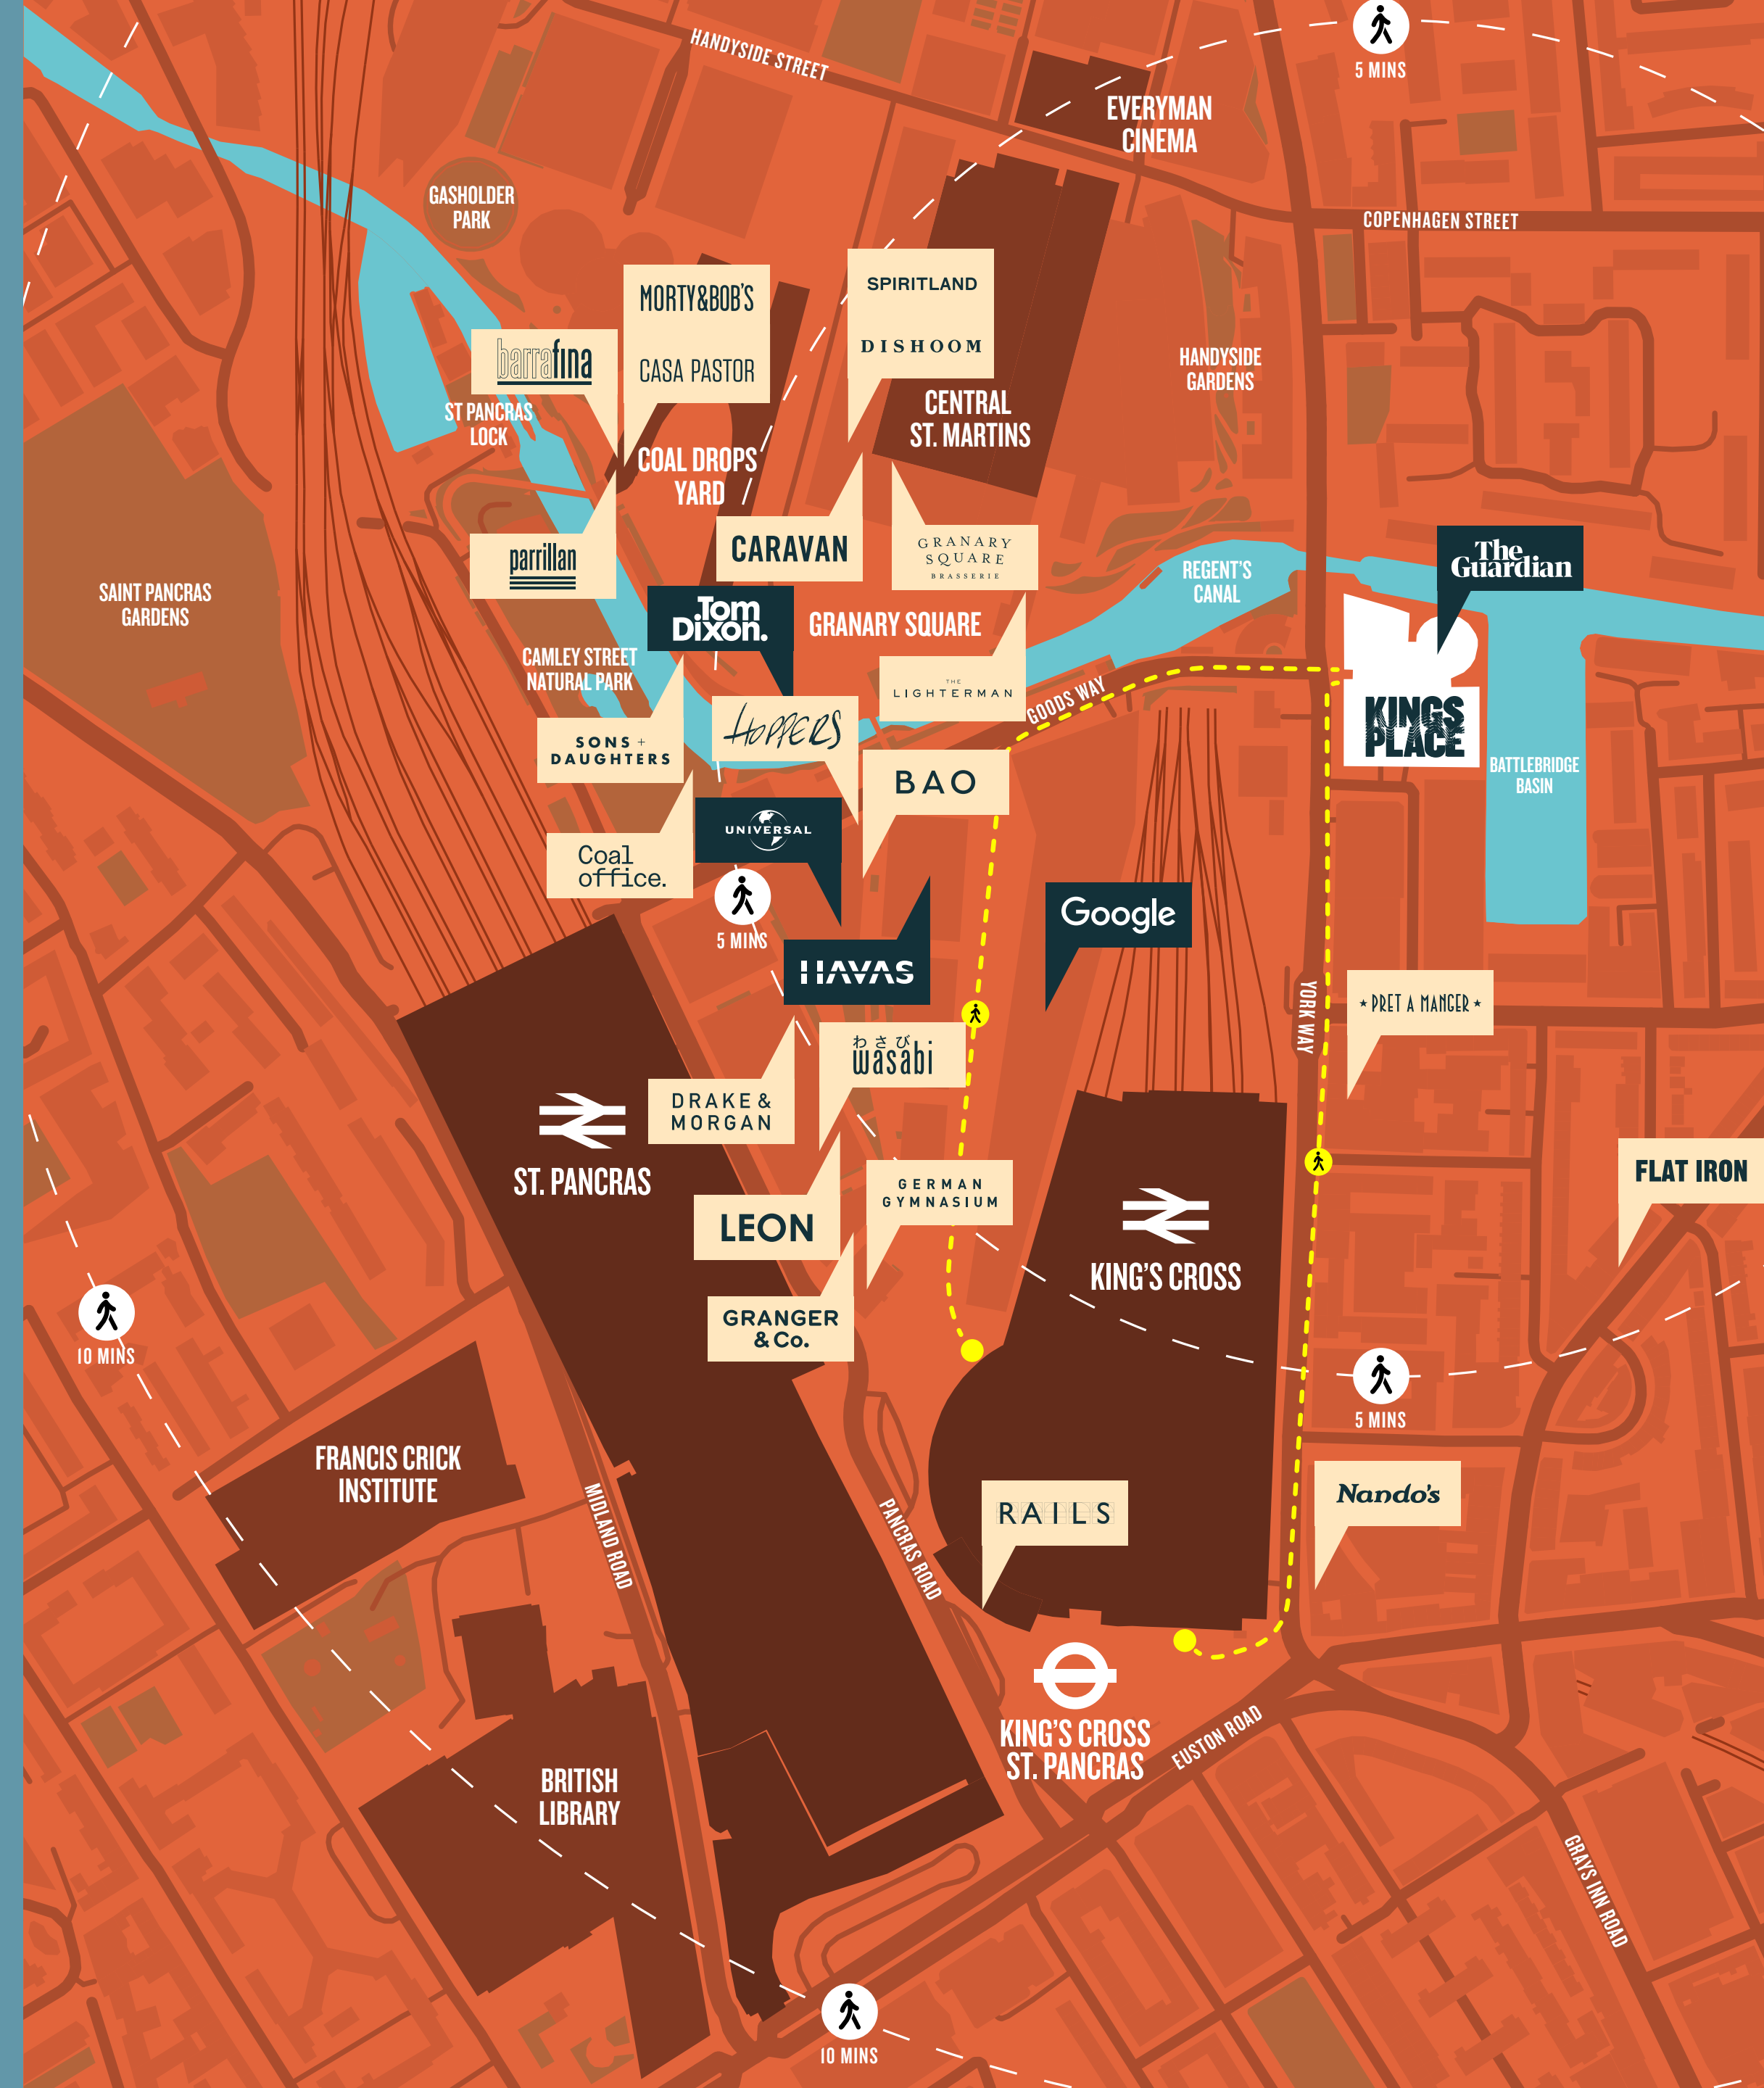 HANDYSIDE STREET
5 MINS
EVERYMAN
CINEMA
GASHOLDER
PARK
COPENHAGEN STREET
MORTY&BOB'S
CASA PASTOR
SPIRITLAND
DISHOOM
barrafina
ST PANCRAS
LOCK
HANDYSIDE
GARDENS
CENTRAL
ST. MARTINS
COAL DROPS
YARD
CARAVAN
GRANARY
SQUARE
BRASSERIE
parrillan
The
Guardian
REGENT'S
CANAL
SAINT PANCRAS
GARDENS
Tom
Dixon.
GRANARY SQUARE
CAMLEY STREET
NATURAL PARK
THE
LIGHTERMAN
GOODS WAY
HOPPERS
SONS +
DAUGHTERS
KINGS
PLACE
BATTLEBRIDGE
BASIN
BAO
UNIVERSAL
Coal
office.
5 MINS
Google
HAVAS
YORK WAY
★ PRET A MANGER ★
わさび
wasabi
DRAKE &
MORGAN
ST. PANCRAS
FLAT IRON
GERMAN
GYMNASIUM
LEON
KING'S CROSS
GRANGER
& Co.
10 MINS
5 MINS
FRANCIS CRICK
INSTITUTE
MIDLAND ROAD
PANCRAS ROAD
RAILS
Nando's
KING'S CROSS
ST. PANCRAS
EUSTON ROAD
BRITISH
LIBRARY
GRAYS INN ROAD
10 MINS